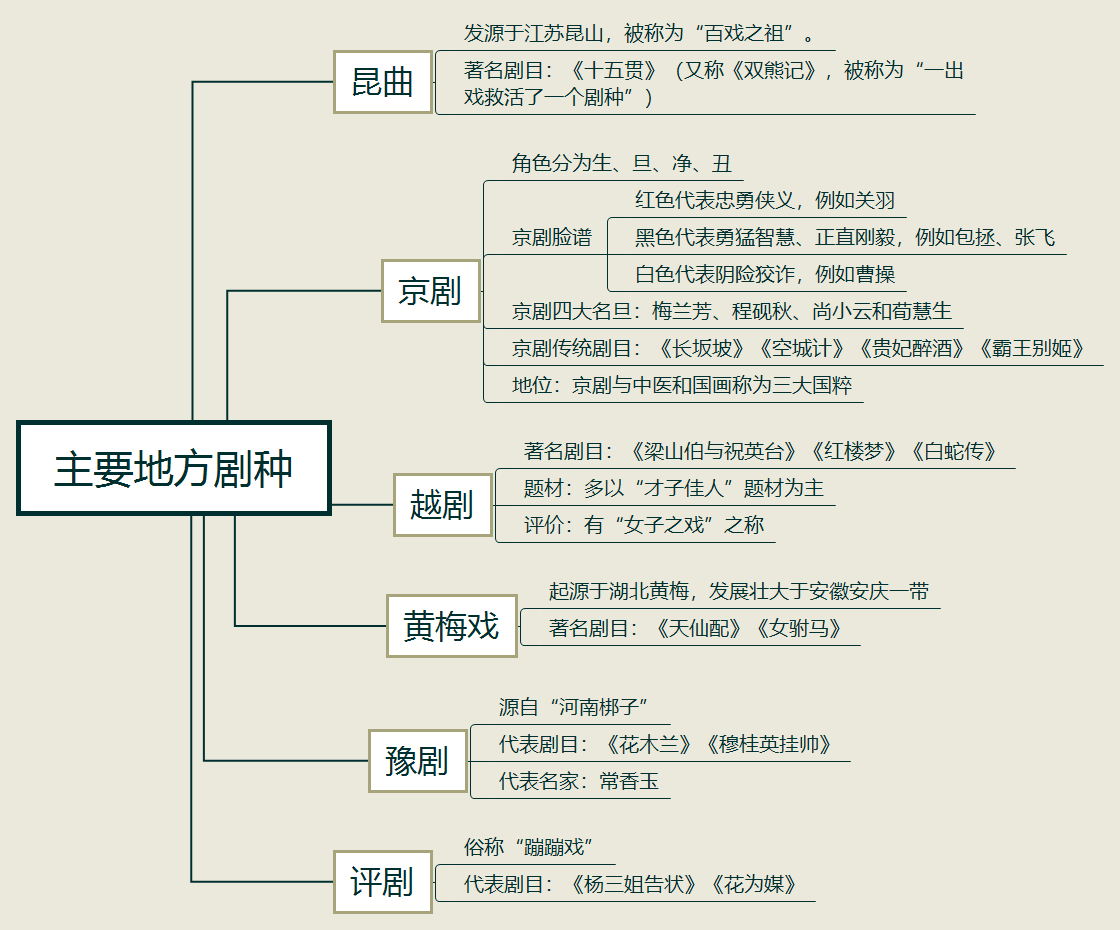 主要地方剧种
昆曲
发源于江苏昆山，被称为“百戏之祖”。
著名剧目：《十五贯》（又称《双熊记》，被称为“一出
戏救活了一个剧种”）
京剧
角色分为生、旦、净、丑
京剧脸谱
红色代表忠勇侠义，例如关羽
黑色代表勇猛智慧、正直刚毅，例如包拯、张飞
白色代表阴险狡诈，例如曹操
京剧四大名旦：梅兰芳、程砚秋、尚小云和荀慧生
京剧传统剧目：《长坂坡》《空城计》《贵妃醉酒》《霸王别姬》
地位：京剧与中医和国画称为三大国粹
越剧
著名剧目：《梁山伯与祝英台》《红楼梦》《白蛇传》
题材：多以“才子佳人”题材为主
评价：有“女子之戏”之称
黄梅戏
起源于湖北黄梅，发展壮大于安徽安庆一带
著名剧目：《天仙配》《女驸马》
豫剧
源自“河南梆子”
代表剧目：《花木兰》《穆桂英挂帅》
代表名家：常香玉
评剧
俗称“蹦蹦戏”
代表剧目：《杨三姐告状》《花为媒》